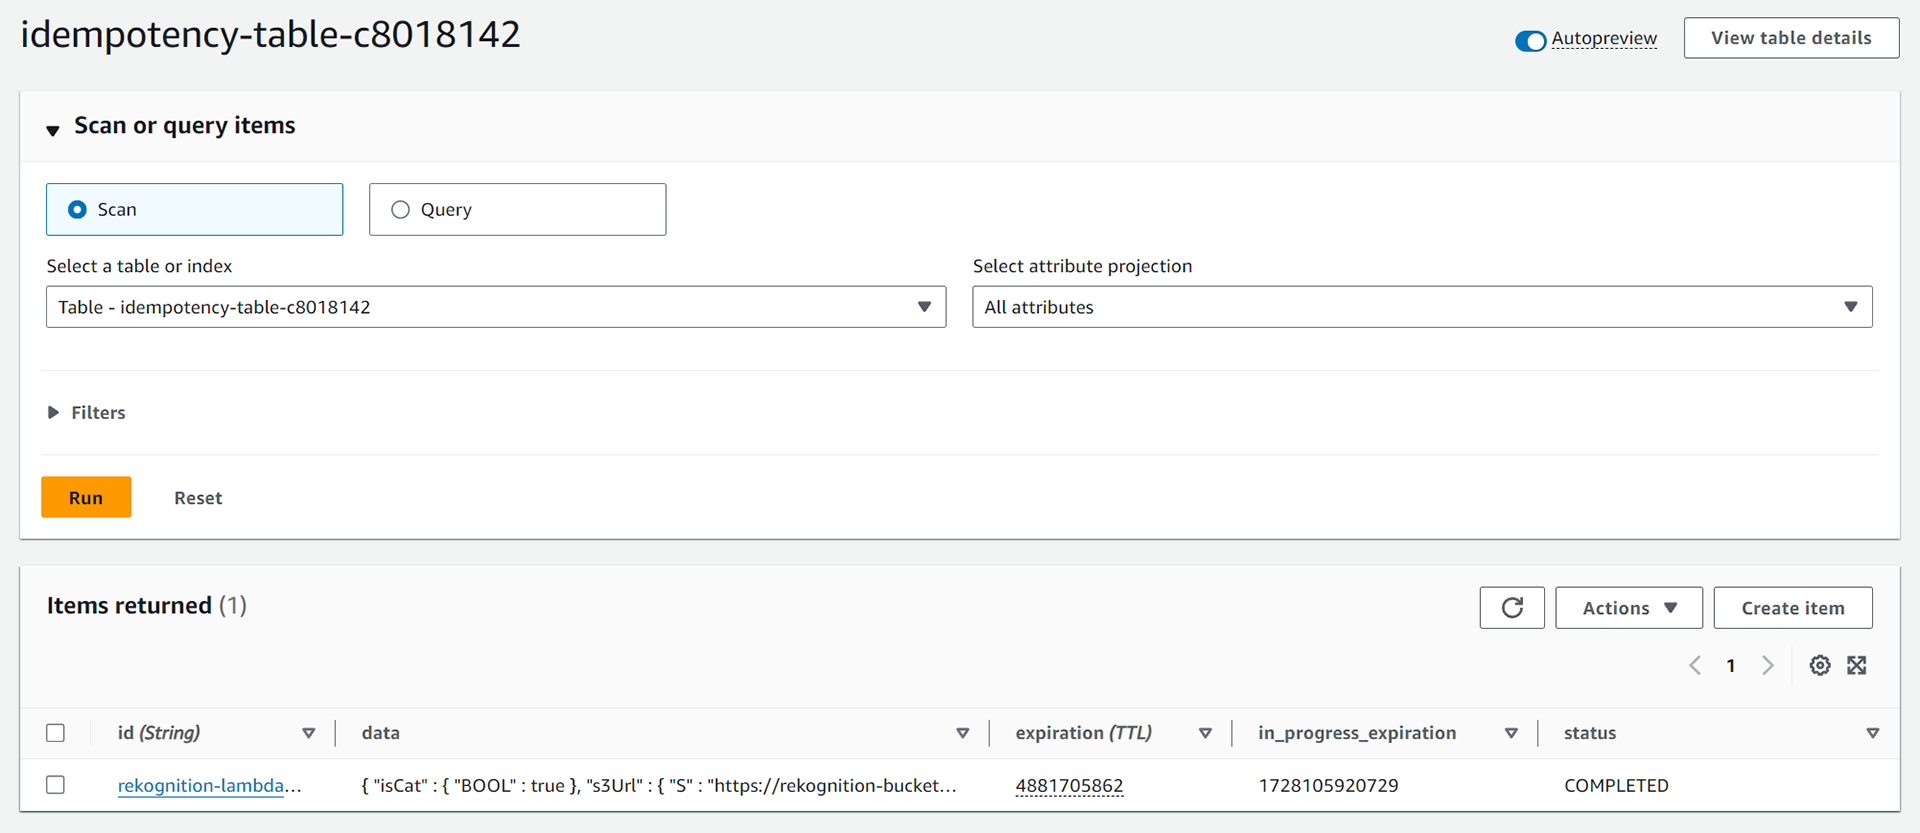 idempotency-table-c8018142
Autopreview
View table details
Scan or query items
Scan
Query
Select a table or index
Select attribute projection
Table - idempotency-table-c8018142
All attributes
Filters
Run
Reset
Items returned (1)
Actions
Create item
1
id (String)
data
expiration (TTL)
in_progress_expiration
status
rekognition-lambda...
{ "isCat" : { "BOOL" : true }, "s3Url" : { "S" : "https://rekognition-bucket...
4881705862
1728105920729
COMPLETED